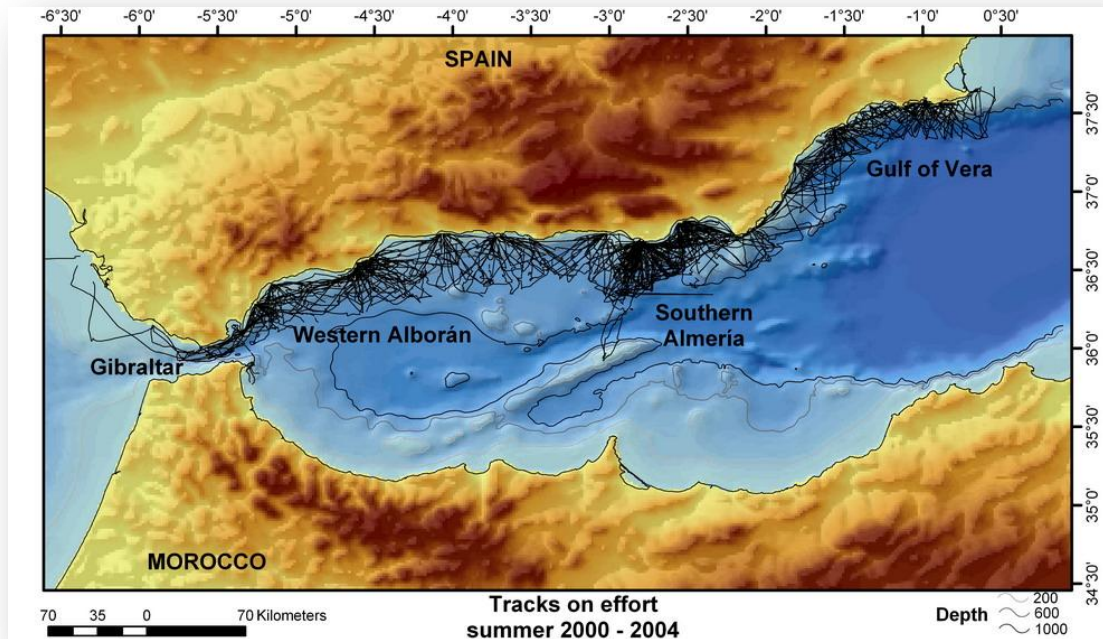 -6°30' -6°0' -5°30' -5°0' -4°30' -4°0' -3°30' -3°0' -2°30' -2°0' -1°30' -1°0' 0°30'
SPAIN
37°30'
Gulf of Vera
37°0'
36°30'
Southern
Almería
Western Alborán
36°0'
Gibraltar
35°30'
35°0'
MOROCCO
34°30'
70 35 0 70 Kilometers
Tracks on effort
summer 2000 - 2004
Depth
200
600
1000